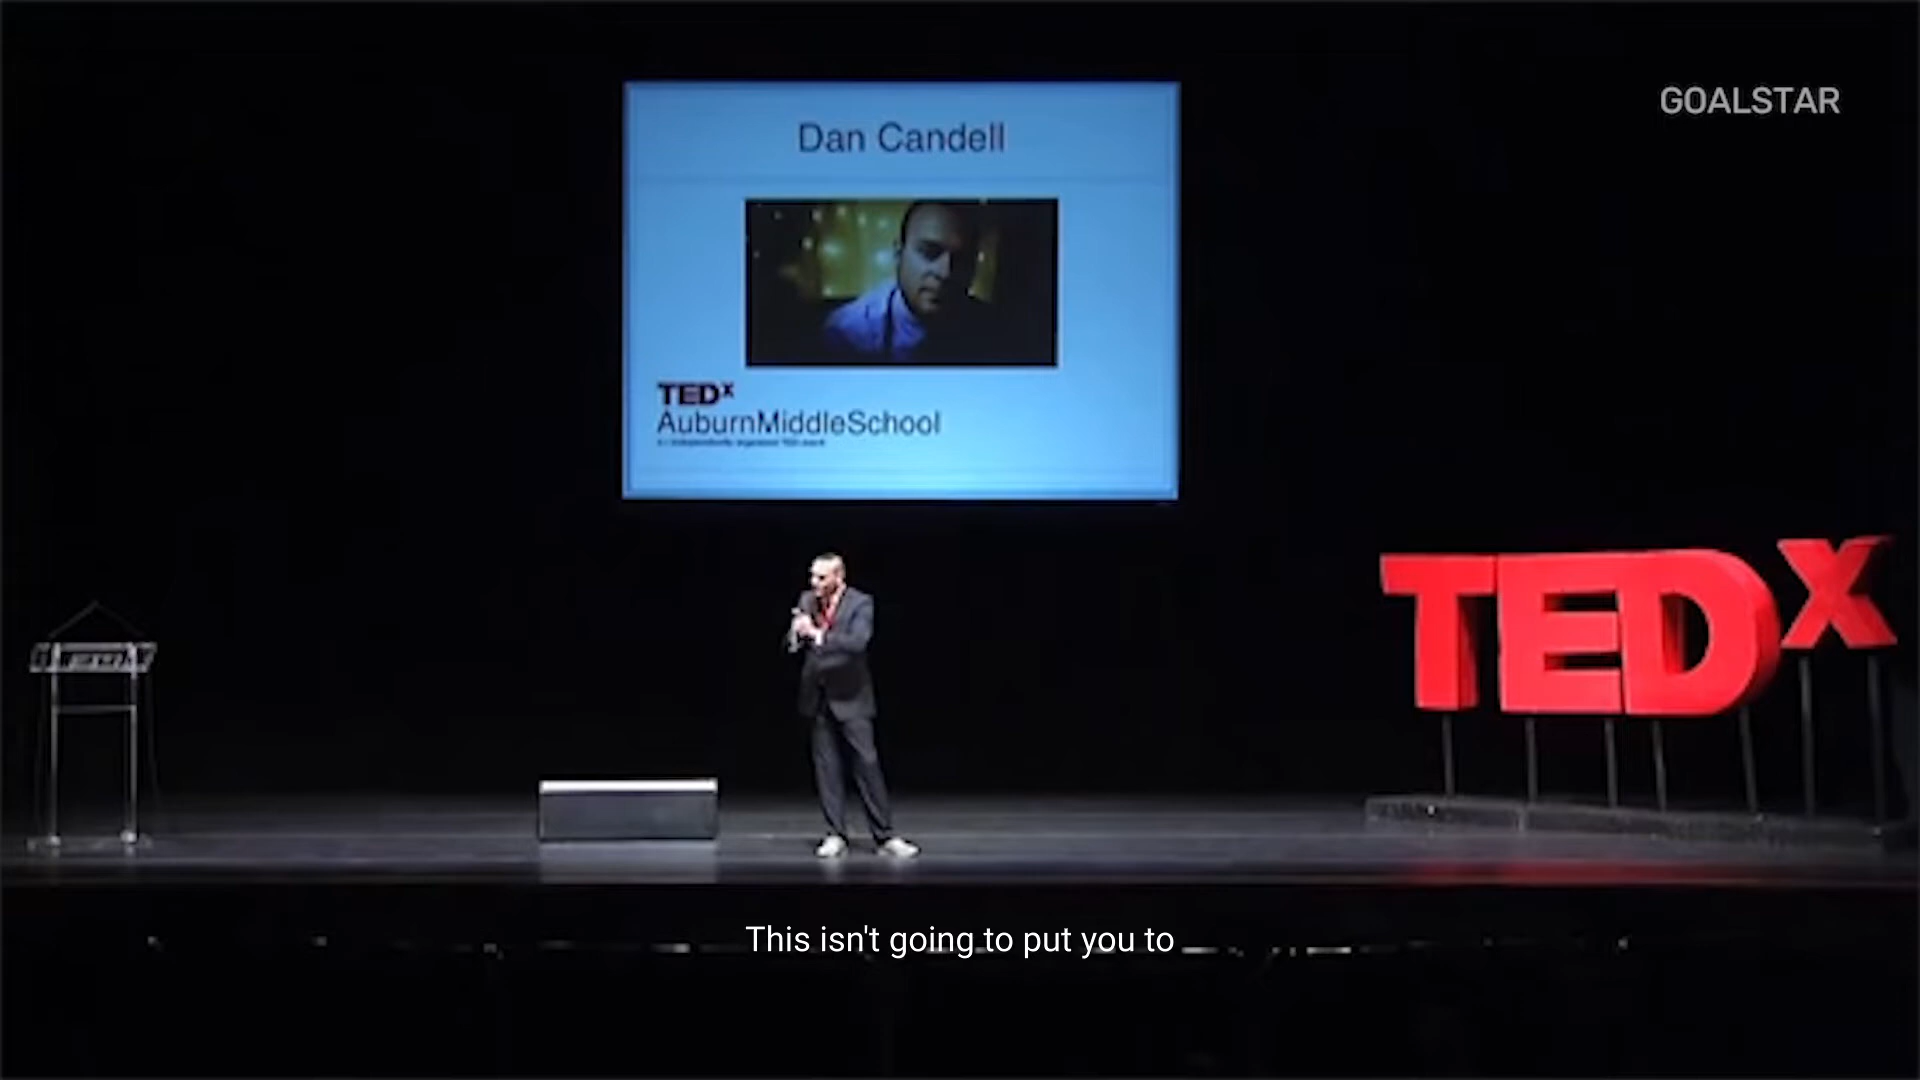 GOALSTAR
Dan Candell
TEDx
AuburnMiddleSchool
TEDx
This isn't going to put you to